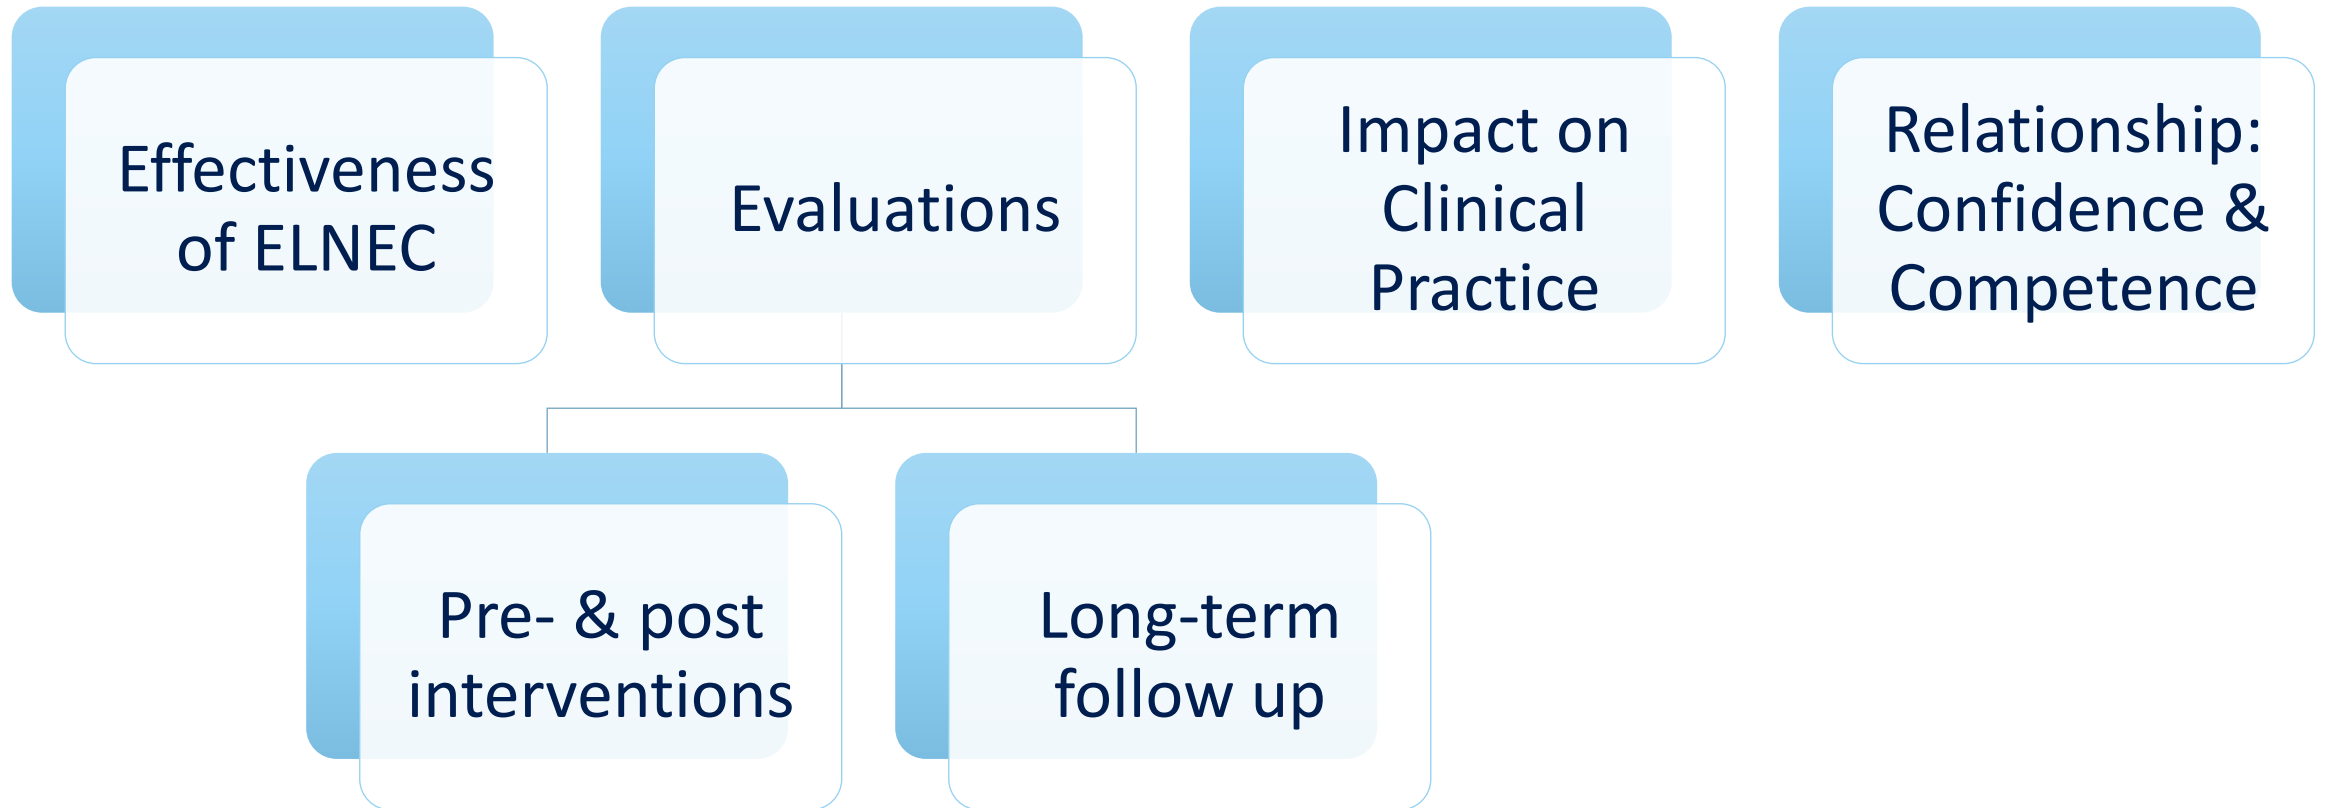 Effectiveness
of ELNEC
Evaluations
Impact on
Clinical
Practice
Relationship:
Confidence &
Competence
Pre- & post
interventions
Long-term
follow up